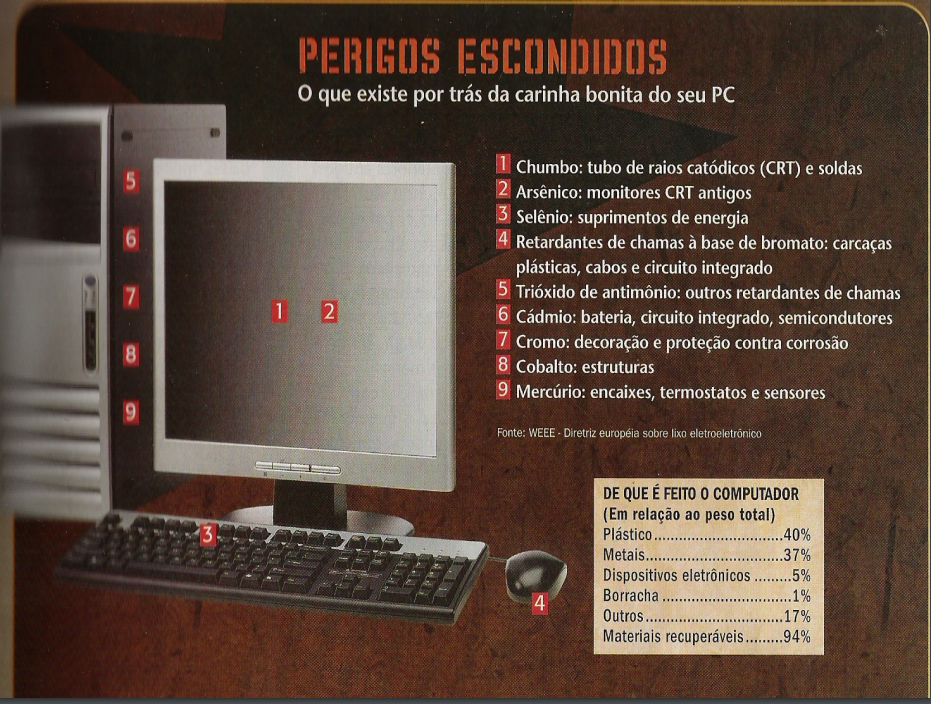 PERIGOS ESCONDIDOS
O que existe por trás da carinha bonita do seu PC
1 Chumbo: tubo de raios catódicos (CRT) e soldas
2 Arsênico: monitores CRT antigos
3 Selênio: suprimentos de energia
4 Retardantes de chamas à base de bromato: carcaças
plásticas, cabos e circuito integrado
5 Trióxido de antimônio: outros retardantes de chamas
6 Cádmio: bateria, circuito integrado, semicondutores
7 Cromo: decoração e proteção contra corrosão
8 Cobalto: estruturas
9 Mercúrio: encaixes, termostatos e sensores
Fonte: WEEE - Diretriz européia sobre lixo eletroeletrônico
5
6
7
8
9
1 2
3
4
DE QUE É FEITO O COMPUTADOR
(Em relação ao peso total)
Plástico............................40%
Metais..............................37%
Dispositivos eletrônicos ........5%
Borracha ............................1%
Outros..............................17%
Materiais recuperáveis.........94%